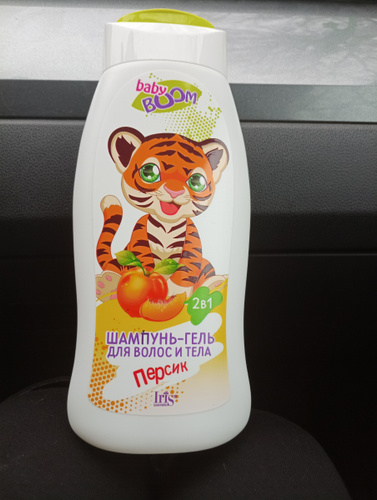 baby
BOOM
2в1
ШАМПУНЬ-ГЕЛЬ
ДЛЯ ВОЛОС И ТЕЛА
Персик
Iris